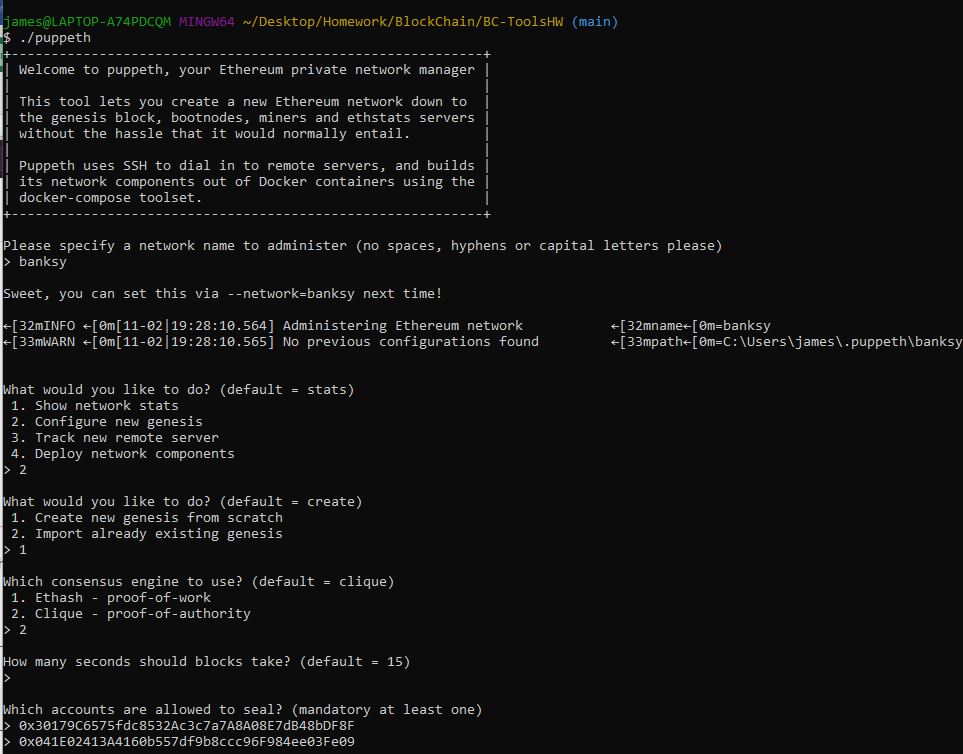 james@LAPTOP-A74PDCQM MINGW64 ~/Desktop/Homework/BlockChain/BC-ToolsHW (main)
$ ./puppeth
+-----------------------------------------------------------+
| Welcome to puppeth, your Ethereum private network manager |
|                                                           |
| This tool lets you create a new Ethereum network down to  |
| the genesis block, bootnodes, miners and ethstats servers |
| without the hassle that it would normally entail.         |
|                                                           |
| Puppeth uses SSH to dial in to remote servers, and builds |
| its network components out of Docker containers using the |
| docker-compose toolset.                                   |
+-----------------------------------------------------------+
Please specify a network name to administer (no spaces, hyphens or capital letters please)
> banksy
Sweet, you can set this via --network=banksy next time!
←[32mINFO ←[0m[11-02|19:28:10.564] Administering Ethereum network ←[32mname←[0m=banksy
←[33mWARN ←[0m[11-02|19:28:10.565] No previous configurations found ←[33mpath←[0m=C:\Users\james\.puppeth\banksy
What would you like to do? (default = stats)
1. Show network stats
2. Configure new genesis
3. Track new remote server
4. Deploy network components
> 2
What would you like to do? (default = create)
1. Create new genesis from scratch
2. Import already existing genesis
> 1
Which consensus engine to use? (default = clique)
1. Ethash - proof-of-work
2. Clique - proof-of-authority
> 2
How many seconds should blocks take? (default = 15)
>
Which accounts are allowed to seal? (mandatory at least one)
> 0x30179C6575fdc8532Ac3c7a7A8A08E7dB48bDF8F
> 0x041E02413A4160b557df9b8ccc96F984ee03Fe09